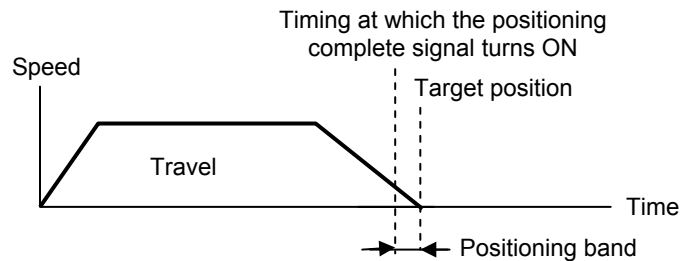 Timing at which the positioning
complete signal turns ON
Speed
Target position
Travel
Time
Positioning band